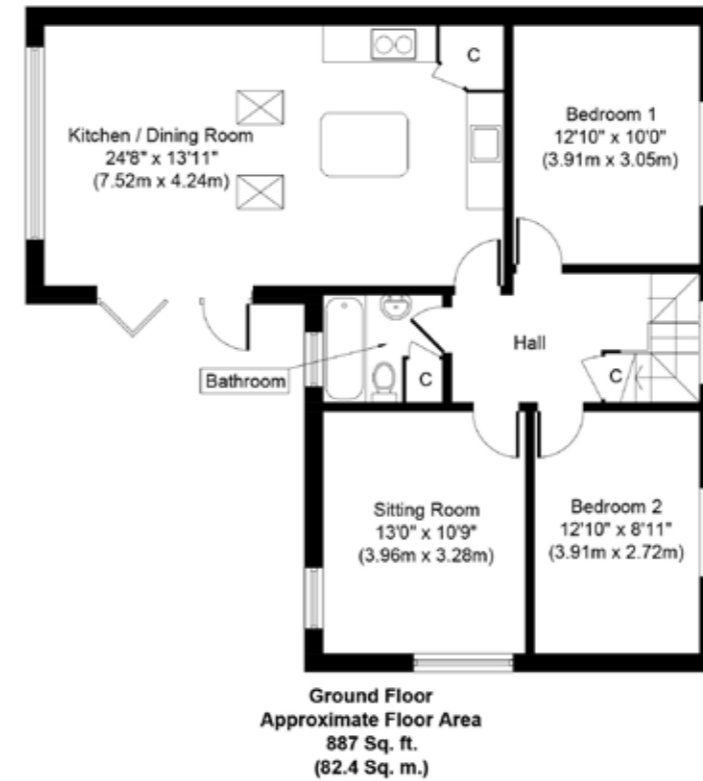 C
Kitchen / Dining Room
24'8" x 13'11"
(7.52m x 4.24m)
Bedroom 1
12'10" x 10'0"
(3.91m x 3.05m)
Hall
Bathroom
C
C
Sitting Room
13'0" x 10'9"
(3.96m x 3.28m)
Bedroom 2
12'10" x 8'11"
(3.91m x 2.72m)
Ground Floor
Approximate Floor Area
887 Sq. ft.
(82.4 Sq. m.)